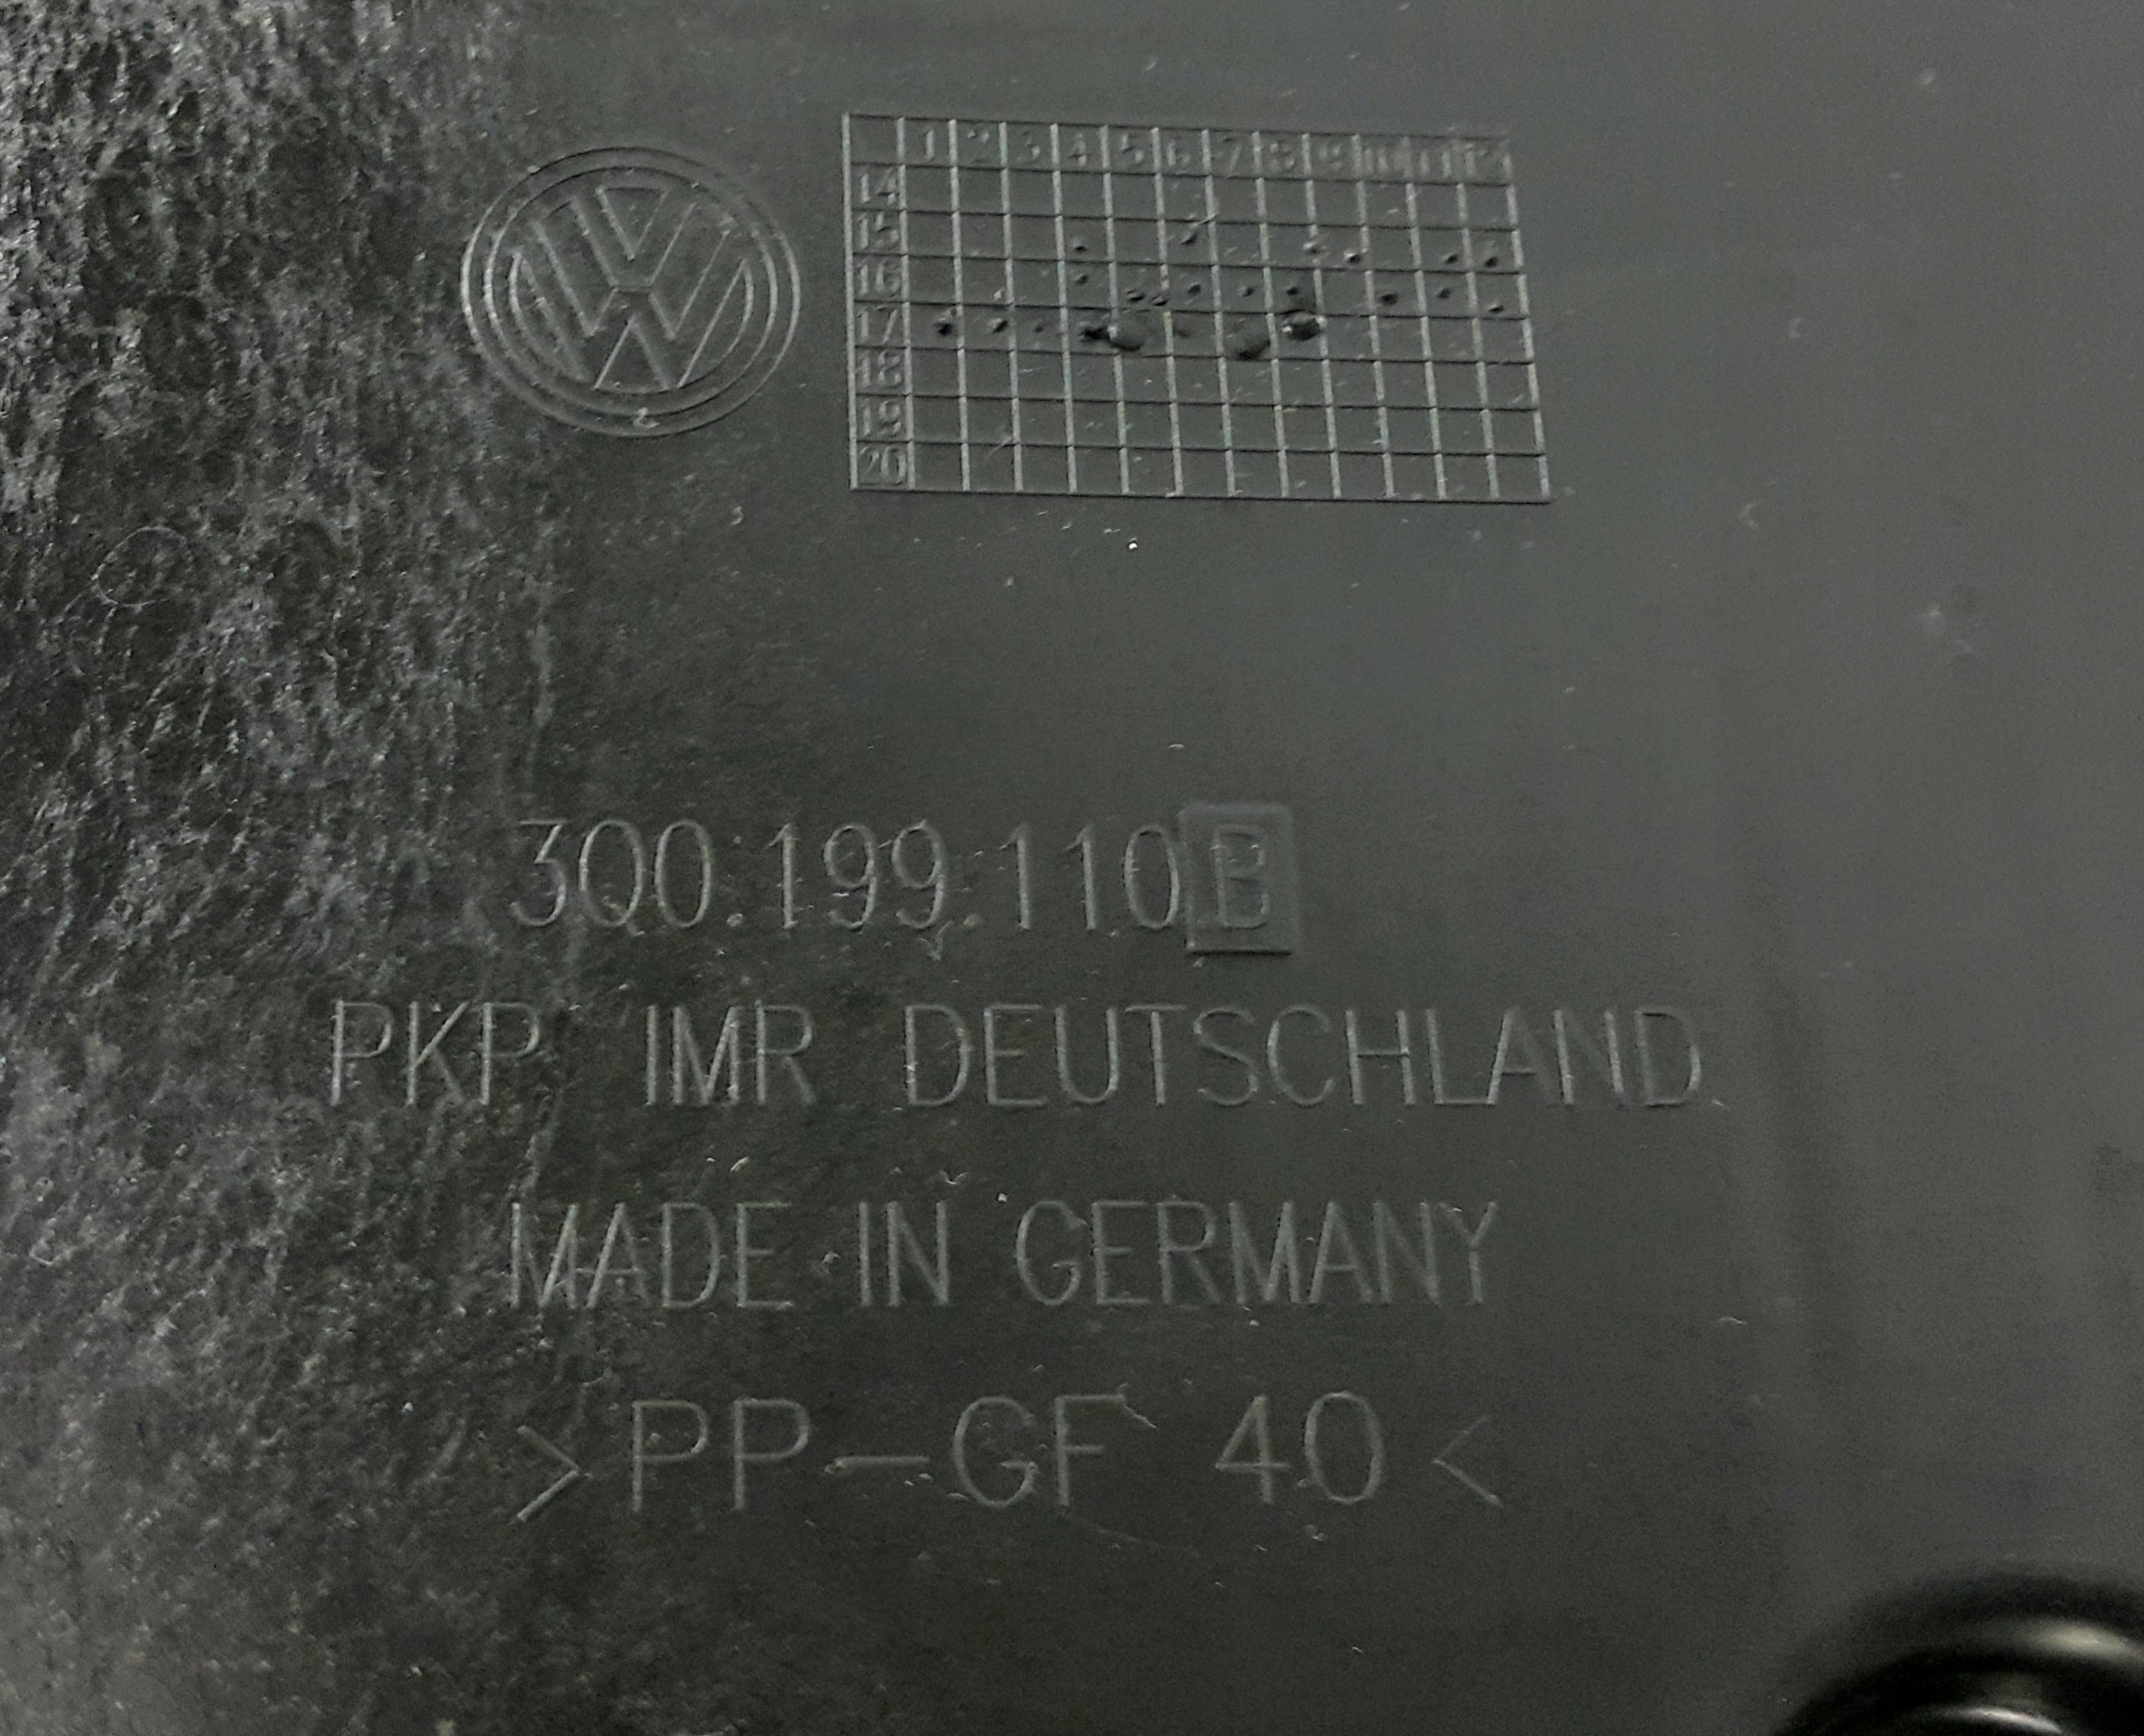 1 2 3 4 5 6 7 8 9 10 11 12
14
15
16
17
18
19
20
3Q0.199.110 B
PKP IMR DEUTSCHLAND
MADE IN GERMANY
>PP-GF 40<